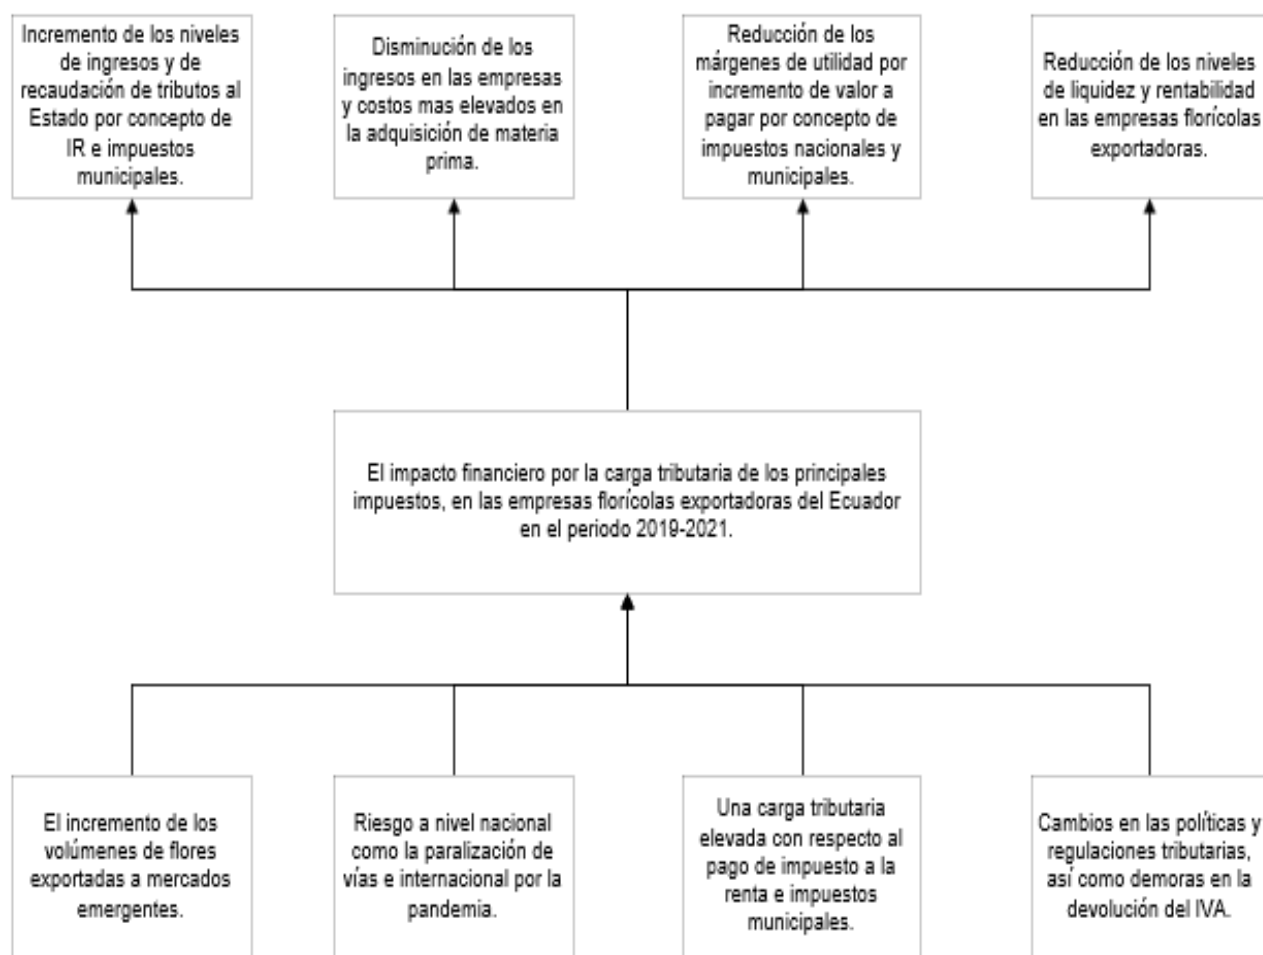 Incremento de los niveles
de ingresos y de
recaudación de tributos al
Estado por concepto de
IR e impuestos
municipales.
Disminución de los
ingresos en las empresas
y costos mas elevados en
la adquisición de materia
prima.
Reducción de los
márgenes de utilidad por
incremento de valor a
pagar por concepto de
impuestos nacionales y
municipales.
Reducción de los niveles
de liquidez y rentabilidad
en las empresas florícolas
exportadoras.
El impacto financiero por la carga tributaria de los principales
impuestos, en las empresas florícolas exportadoras del Ecuador
en el periodo 2019-2021.
El incremento de los
volúmenes de flores
exportadas a mercados
emergentes.
Riesgo a nivel nacional
como la paralización de
vías e internacional por la
pandemia.
Una carga tributaria
elevada con respecto al
pago de impuesto a la
renta e impuestos
municipales.
Cambios en las políticas y
regulaciones tributarias,
así como demoras en la
devolución del IVA.